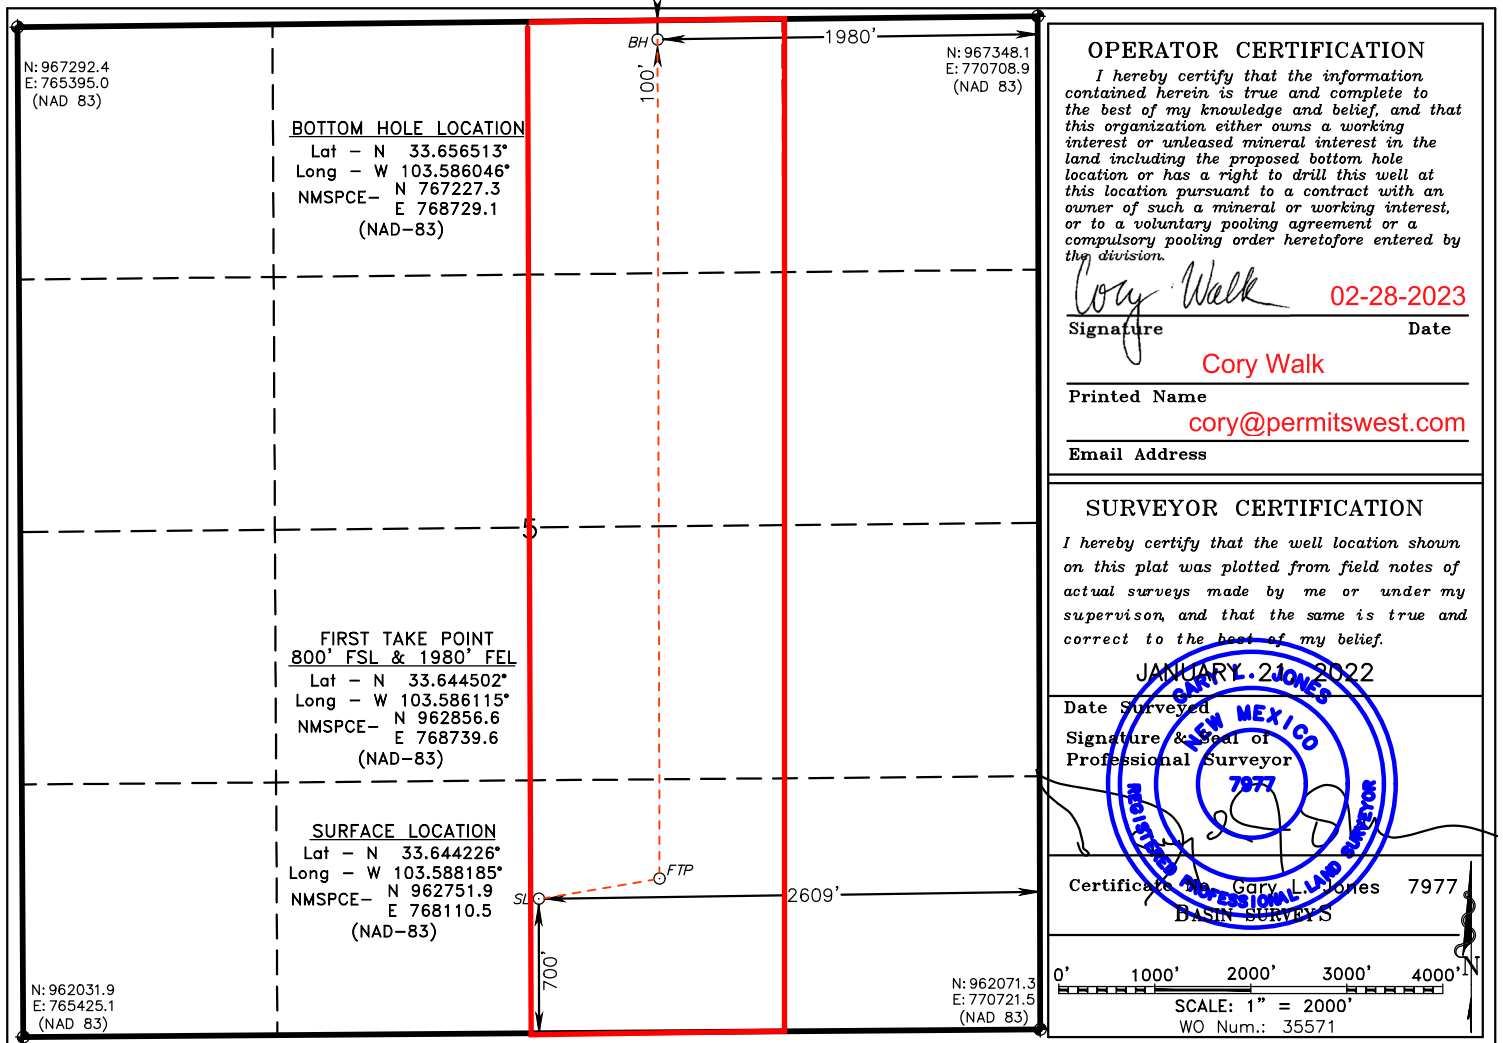 BH
1980'
100'
N: 967292.4
E: 765395.0
(NAD 83)
N: 967348.1
E: 770708.9
(NAD 83)
BOTTOM HOLE LOCATION
Lat - N 33.656513°
Long - W 103.586046°
NMSPCE- N 767227.3
E 768729.1
(NAD-83)
5
FIRST TAKE POINT
800' FSL & 1980' FEL
Lat - N 33.644502°
Long - W 103.586115°
NMSPCE- N 962856.6
E 768739.6
(NAD-83)
SURFACE LOCATION
Lat - N 33.644226°
Long - W 103.588185°
NMSPCE- N 962751.9
E 768110.5
(NAD-83)
FTP
SL
2609'
700'
N: 962031.9
E: 765425.1
(NAD 83)
N: 962071.3
E: 770721.5
(NAD 83)
OPERATOR CERTIFICATION
I hereby certify that the information
contained herein is true and complete to
the best of my knowledge and belief, and that
this organization either owns a working
interest or unleased mineral interest in the
land including the proposed bottom hole
location or has a right to drill this well at
this location pursuant to a contract with an
owner of such a mineral or working interest,
or to a voluntary pooling agreement or a
compulsory pooling order heretofore entered by
the division.
Cory Walk 02-28-2023
Signature Date
Cory Walk
Printed Name
cory@permitswest.com
Email Address
SURVEYOR CERTIFICATION
I hereby certify that the well location shown
on this plat was plotted from field notes of
actual surveys made by me or under my
supervison, and that the same is true and
correct to the best of my belief.
JANUARY 21, 2022
Date Surveyed
Signature & Seal of
Professional Surveyor
GARY L. JONES
NEW MEXICO
7977
REGISTERED PROFESSIONAL LAND SURVEYOR
Certificate No. Gary L. Jones 7977
BASIN SURVEYS
0' 1000' 2000' 3000' 4000'
N
SCALE: 1" = 2000'
WO Num.: 35571